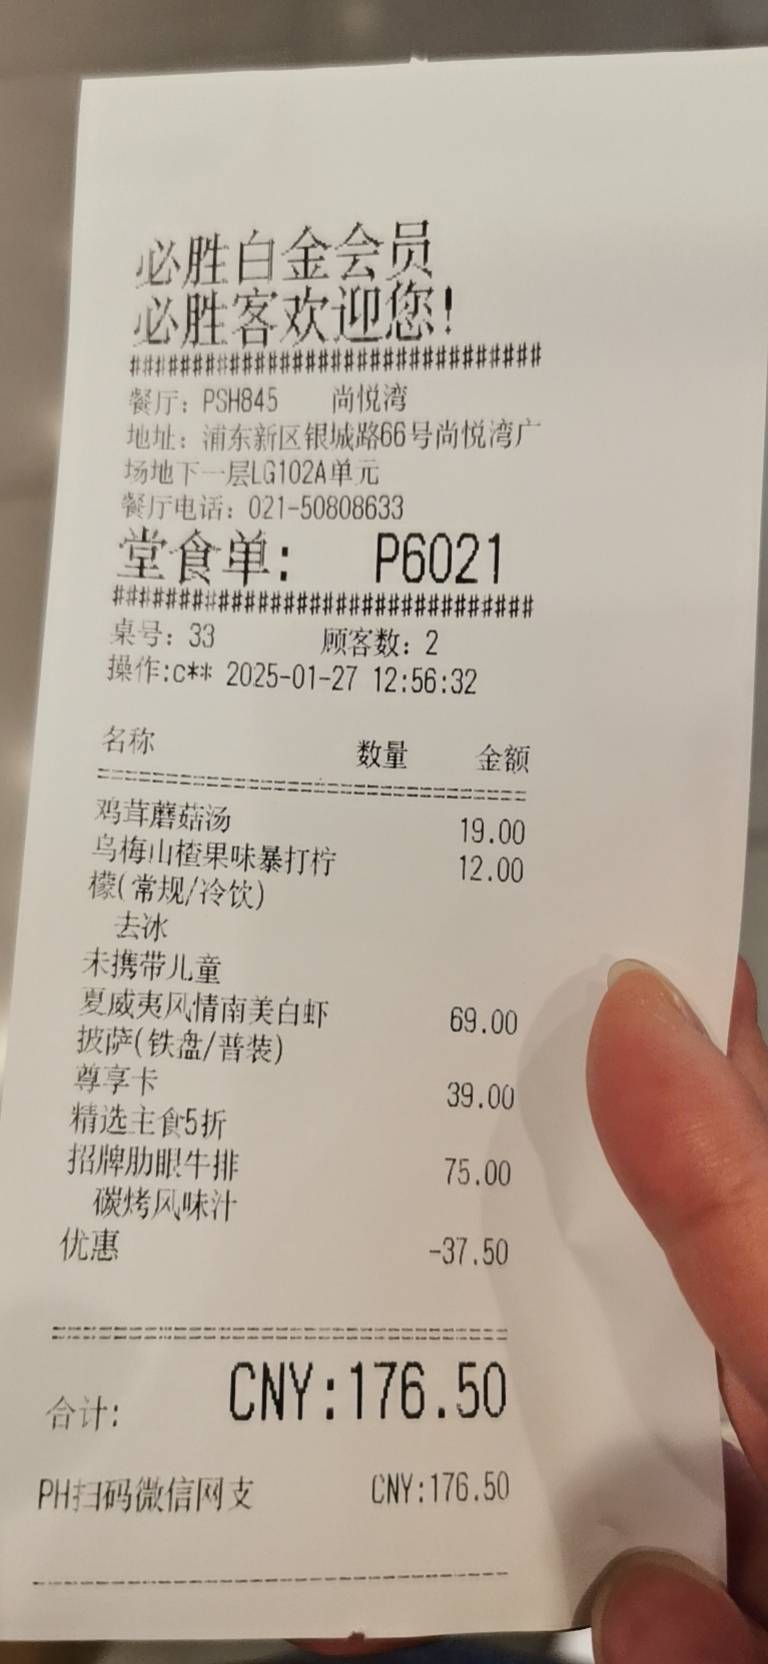 必胜白金会员
必胜客欢迎您!
################################
餐厅: PSH845 尚悦湾
地址: 浦东新区银城路66号尚悦湾广
场地下一层LG102A单元
餐厅电话: 021-50808633
堂食单: P6021
################################
桌号: 33 顾客数: 2
操作:c** 2025-01-27 12:56:32
名称 数量 金额
鸡茸蘑菇汤 19.00
乌梅山楂果味暴打柠 12.00
檬(常规/冷饮)
去冰
未携带儿童
夏威夷风情南美白虾 69.00
披萨(铁盘/普装)
尊享卡 39.00
精选主食5折
招牌肋眼牛排 75.00
碳烤风味汁
优惠 -37.50
合计: CNY:176.50
PH扫码微信网支 CNY:176.50